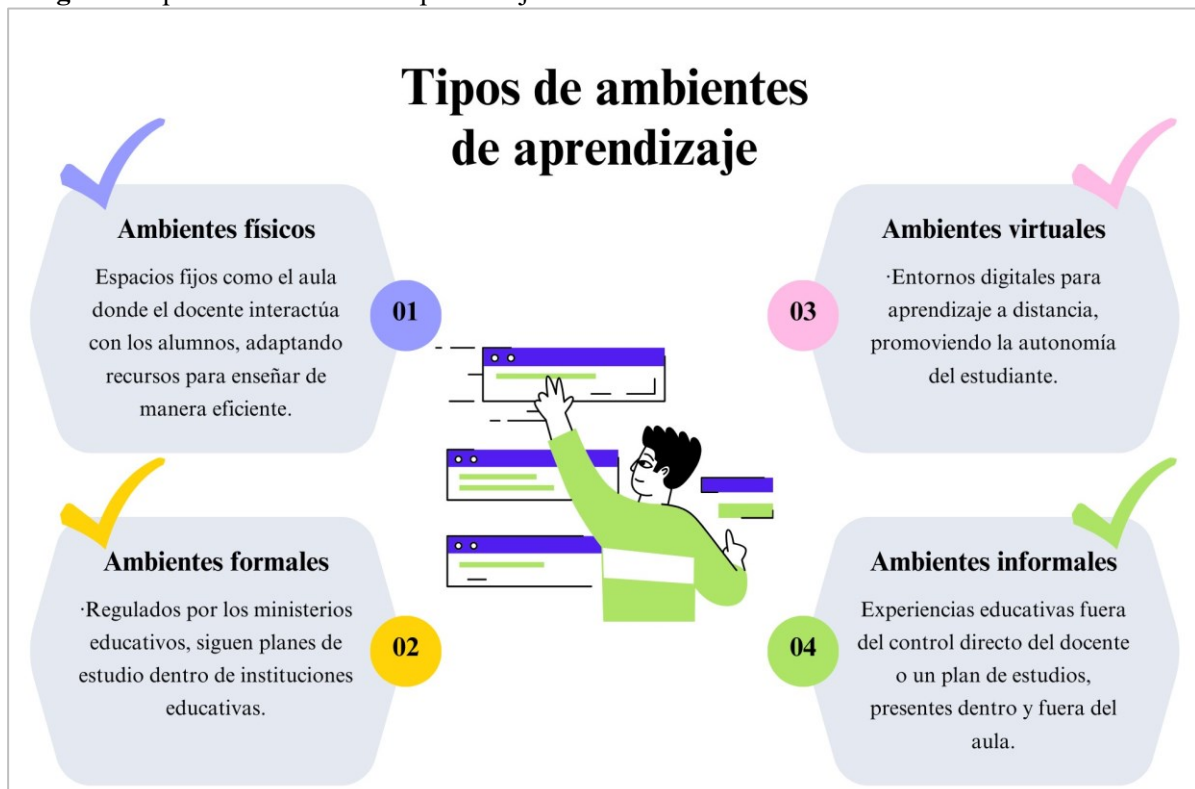 Tipos de ambientes
de aprendizaje
Ambientes físicos
Espacios fijos como el aula
donde el docente interactúa
con los alumnos, adaptando
recursos para enseñar de
manera eficiente.
01
Ambientes formales
·Regulados por los ministerios
educativos, siguen planes de
estudio dentro de instituciones
educativas.
02
Ambientes virtuales
·Entornos digitales para
aprendizaje a distancia,
promoviendo la autonomía
del estudiante.
03
Ambientes informales
Experiencias educativas fuera
del control directo del docente
o un plan de estudios,
presentes dentro y fuera del
aula.
04